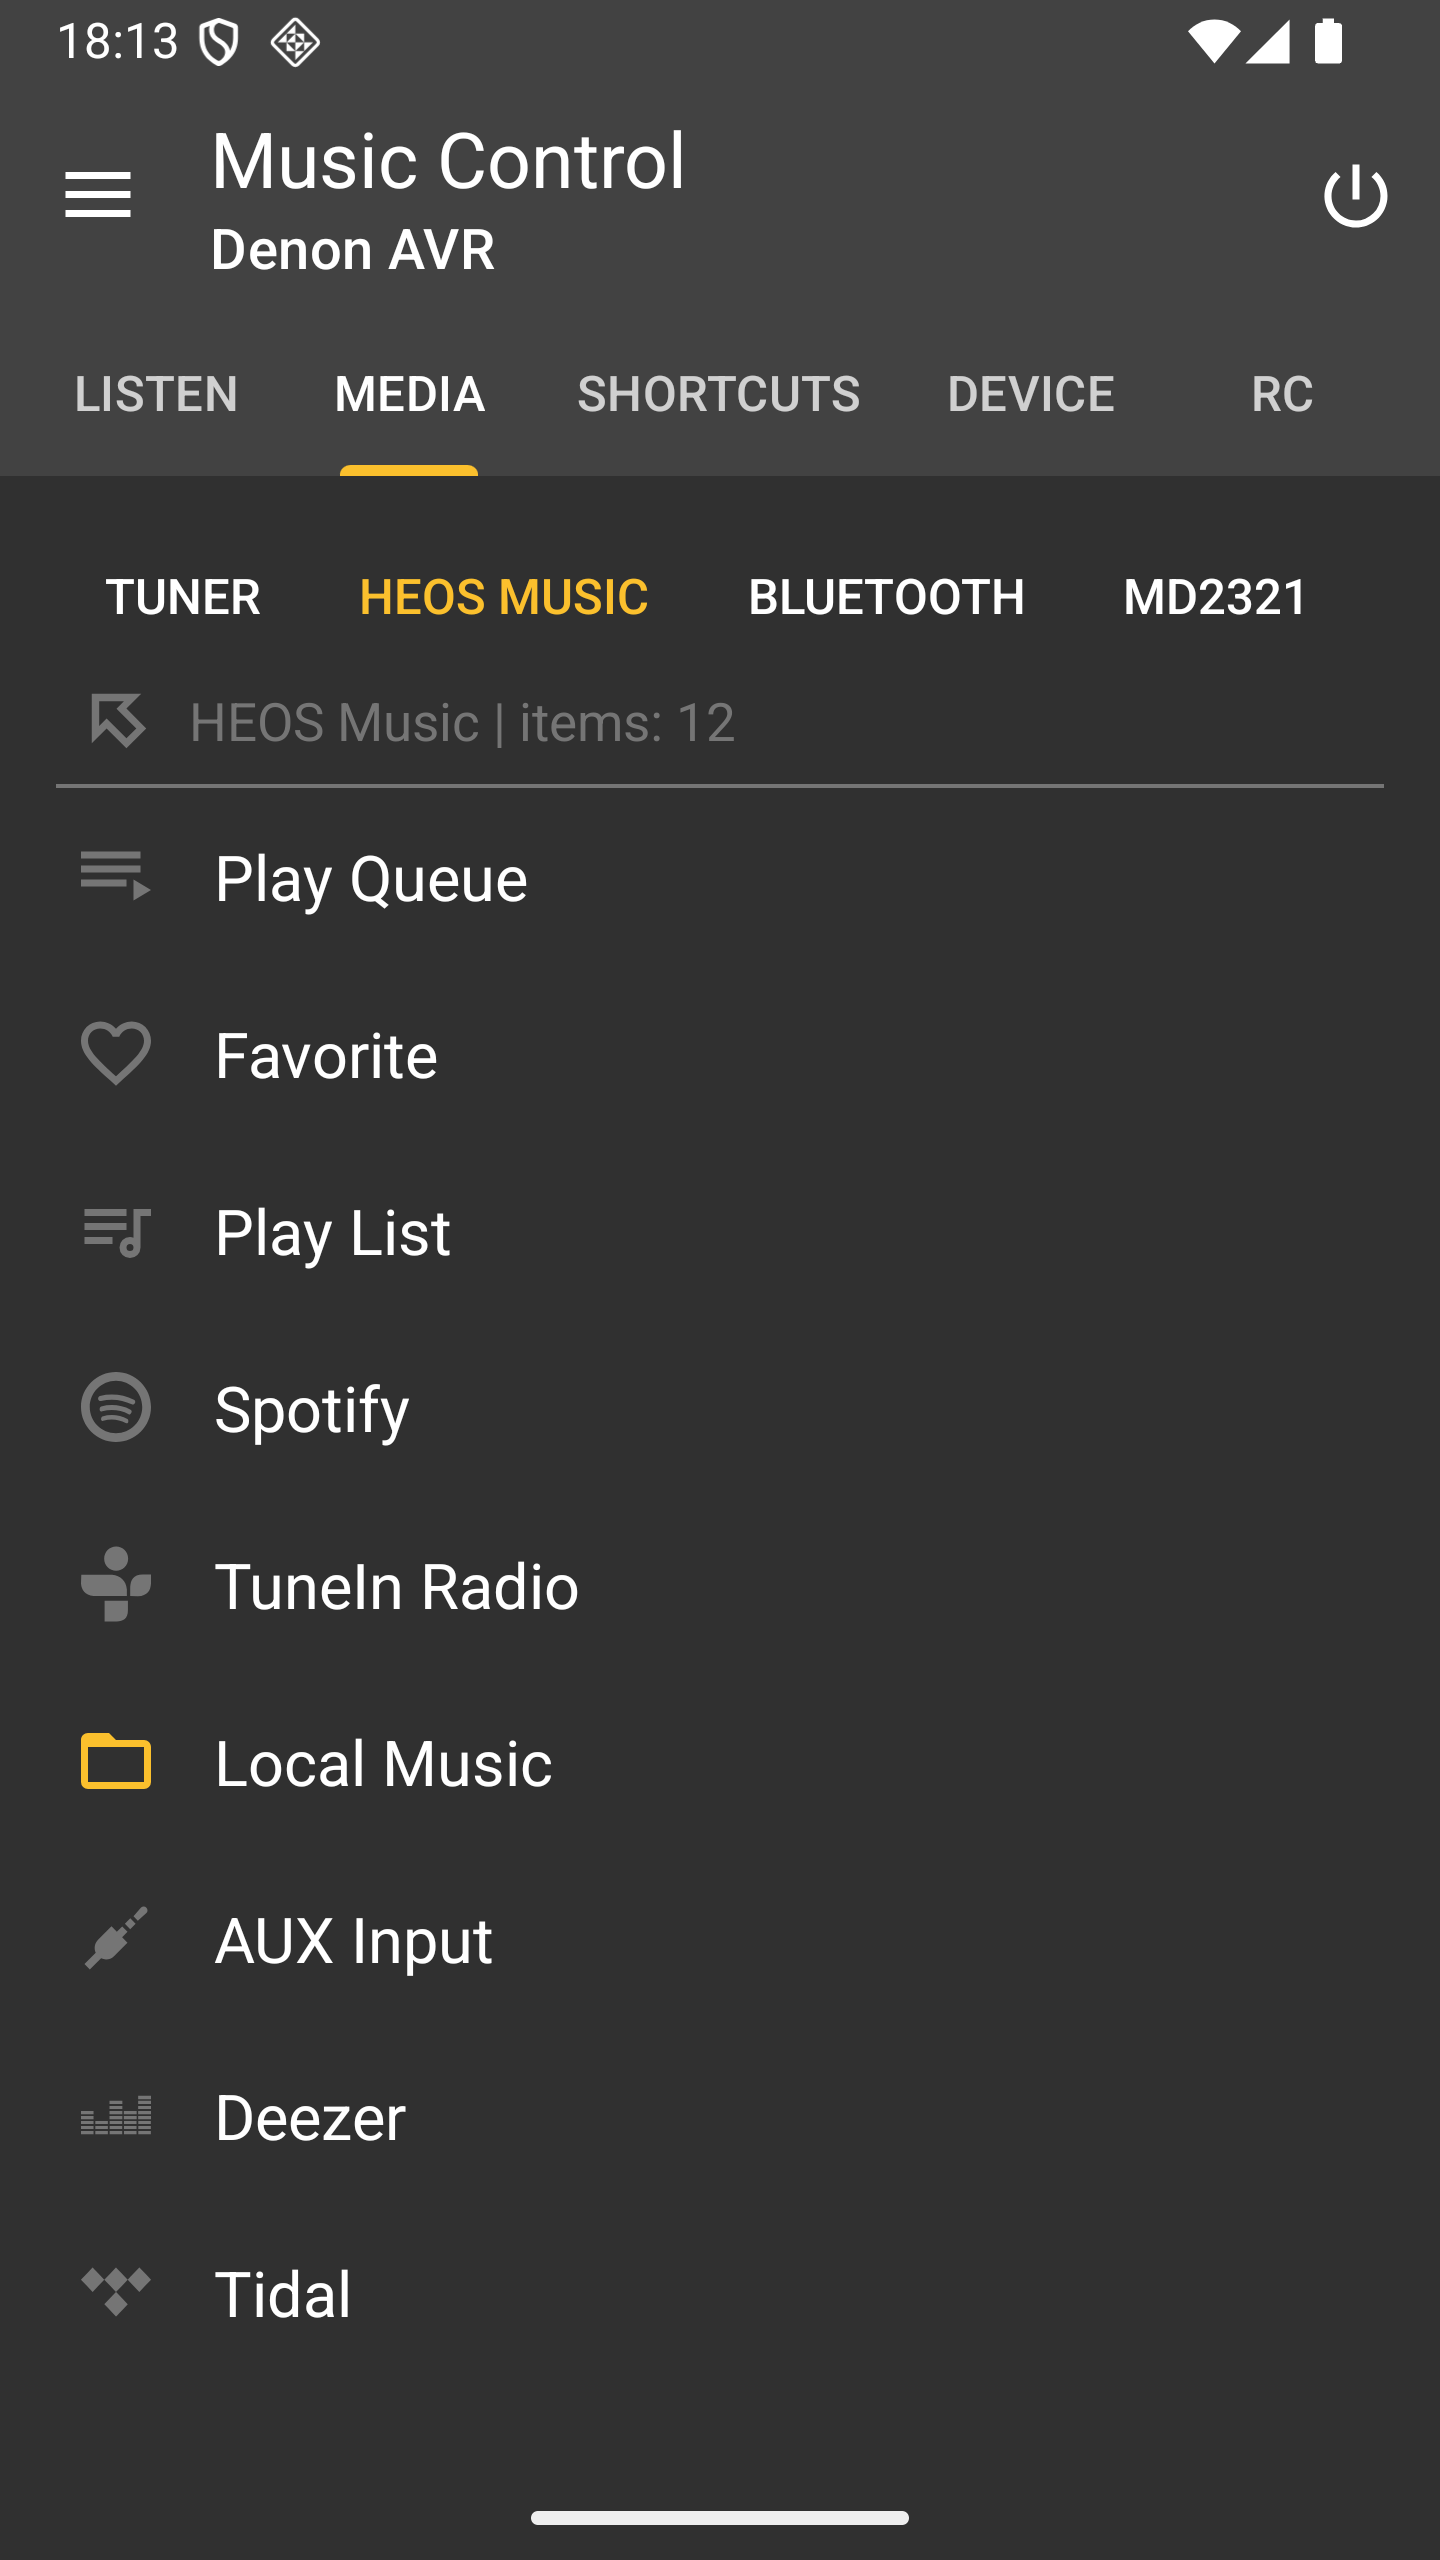 18:13
Music Control
Denon AVR
LISTEN MEDIA SHORTCUTS DEVICE RC
TUNER HEOS MUSIC BLUETOOTH MD2321
HEOS Music | items: 12
Play Queue
Favorite
Play List
Spotify
TuneIn Radio
Local Music
AUX Input
Deezer
Tidal